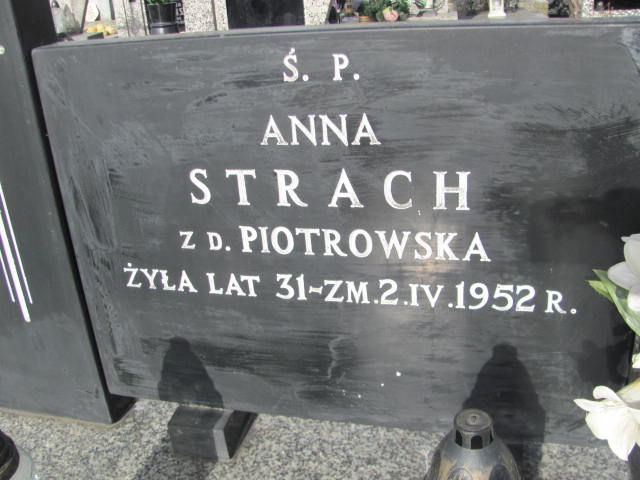 Ś. P.
ANNA
STRACH
Z D. PIOTROWSKA
ŻYŁA LAT 31-ZM.2.IV.1952 R.